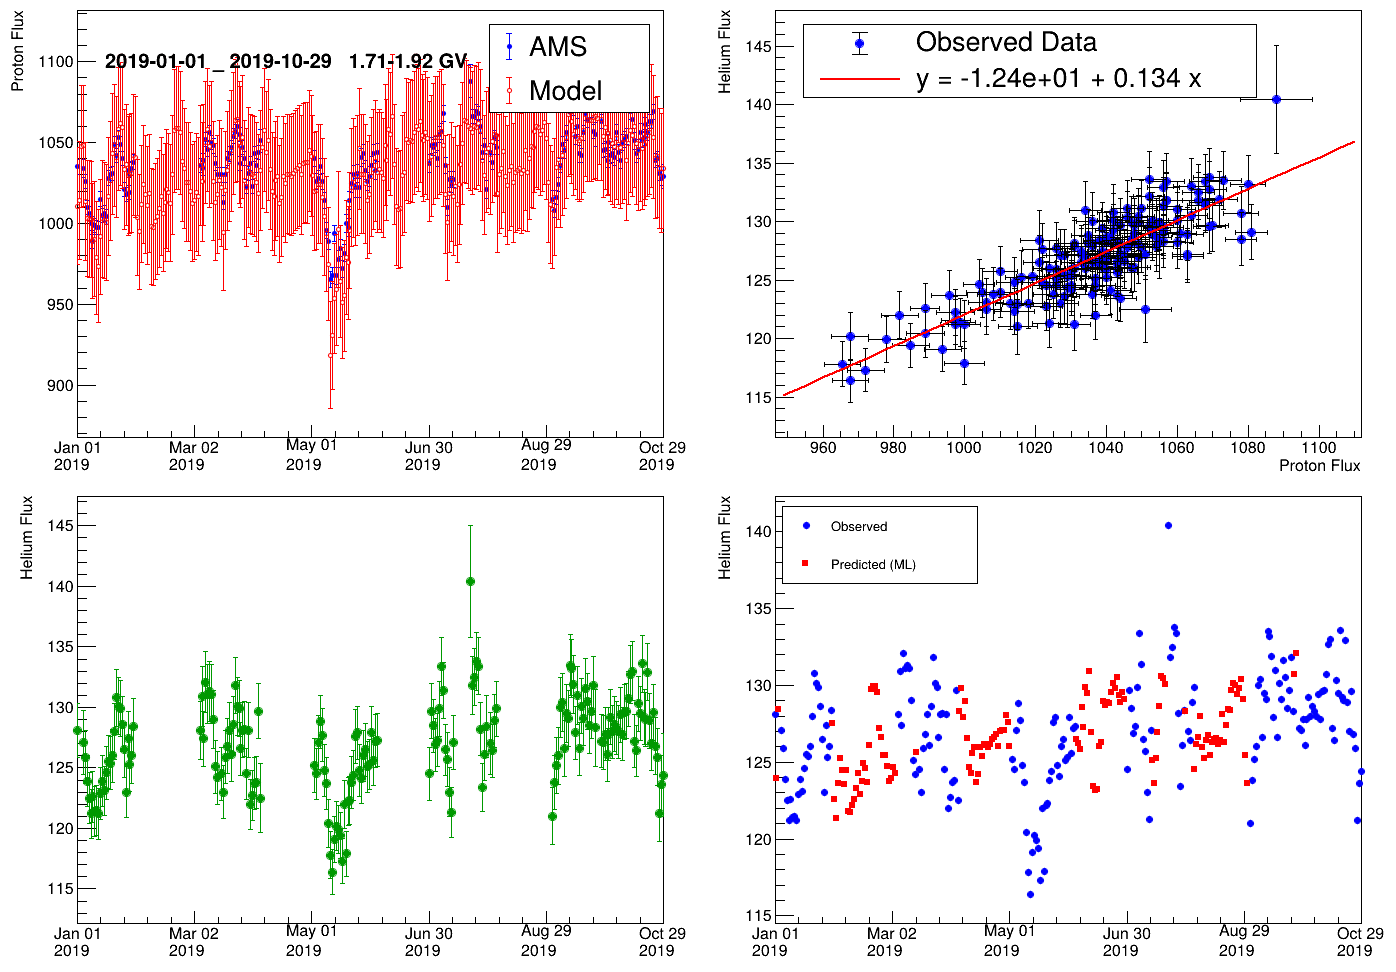 Proton Flux
1100
1050
1000
950
900
2019-01-01 _ 2019-10-29 1.71-1.92 GV
AMS
Model
Jan 01 Mar 02 May 01 Jun 30 Aug 29 Oct 29
2019 2019 2019 2019 2019 2019
Helium Flux
145
140
135
130
125
120
115
Observed Data
y = -1.24e+01 + 0.134 x
960 980 1000 1020 1040 1060 1080 1100
Proton Flux
Helium Flux
145
140
135
130
125
120
115
Jan 01 Mar 02 May 01 Jun 30 Aug 29 Oct 29
2019 2019 2019 2019 2019 2019
Helium Flux
140
135
130
125
120
115
Observed
Predicted (ML)
Jan 01 Mar 02 May 01 Jun 30 Aug 29 Oct 29
2019 2019 2019 2019 2019 2019